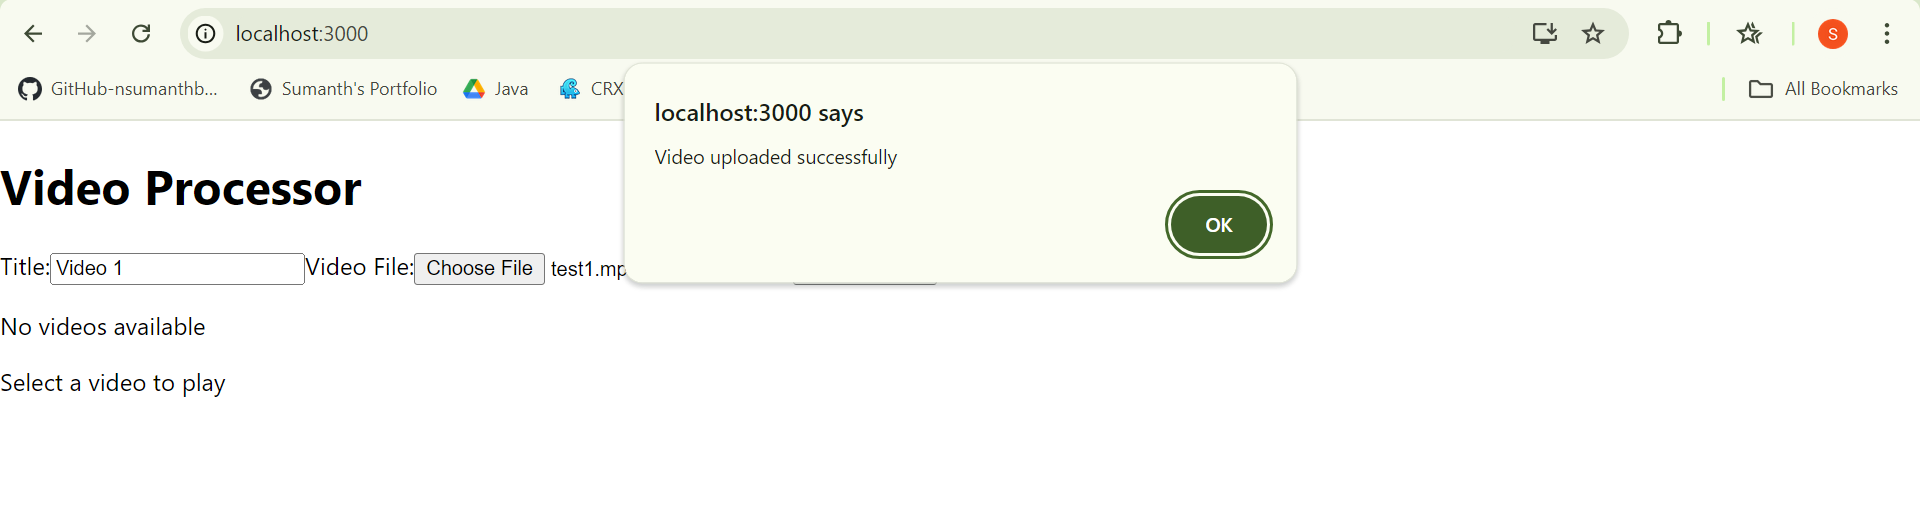 localhost:3000
S
GitHub-nsumanthb...
Sumanth's Portfolio
Java
CRX
All Bookmarks
localhost:3000 says
Video uploaded successfully
OK
Video Processor
Title: Video 1 Video File: Choose File test1.mp
No videos available
Select a video to play